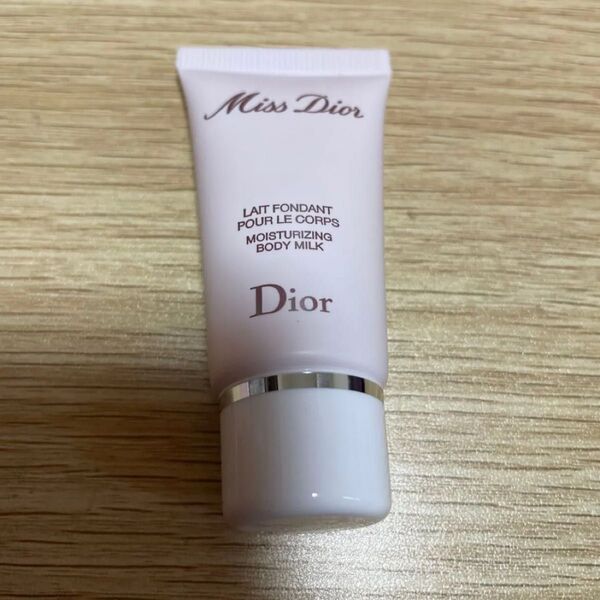 Miss Dior
LAIT FONDANT
POUR LE CORPS
MOISTURIZING
BODY MILK
Dior